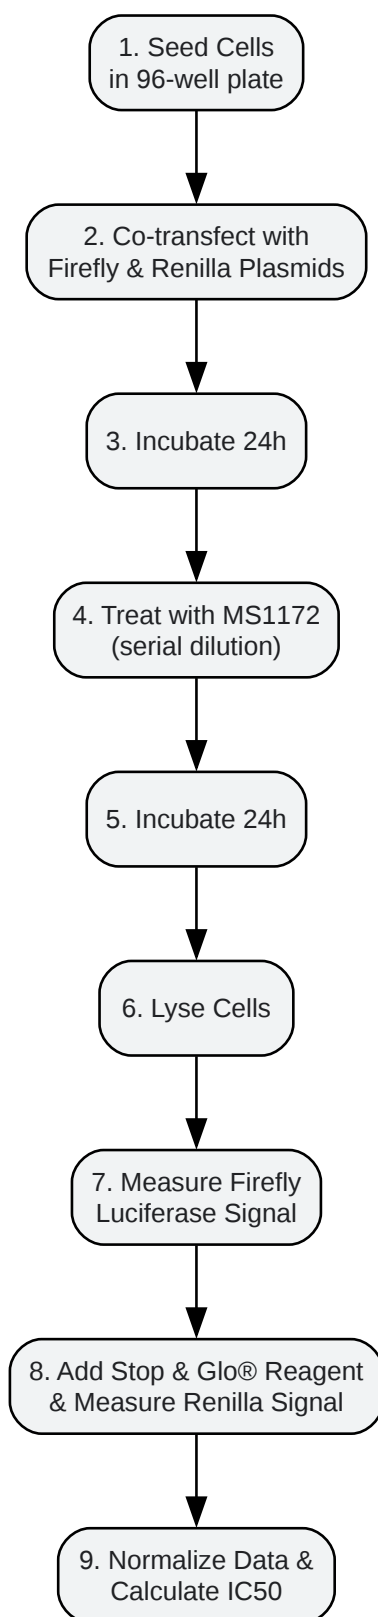 1. Seed Cells
in 96-well plate
2. Co-transfect with
Firefly & Renilla Plasmids
3. Incubate 24h
4. Treat with MS1172
(serial dilution)
5. Incubate 24h
6. Lyse Cells
7. Measure Firefly
Luciferase Signal
8. Add Stop & Glo® Reagent
& Measure Renilla Signal
9. Normalize Data &
Calculate IC50